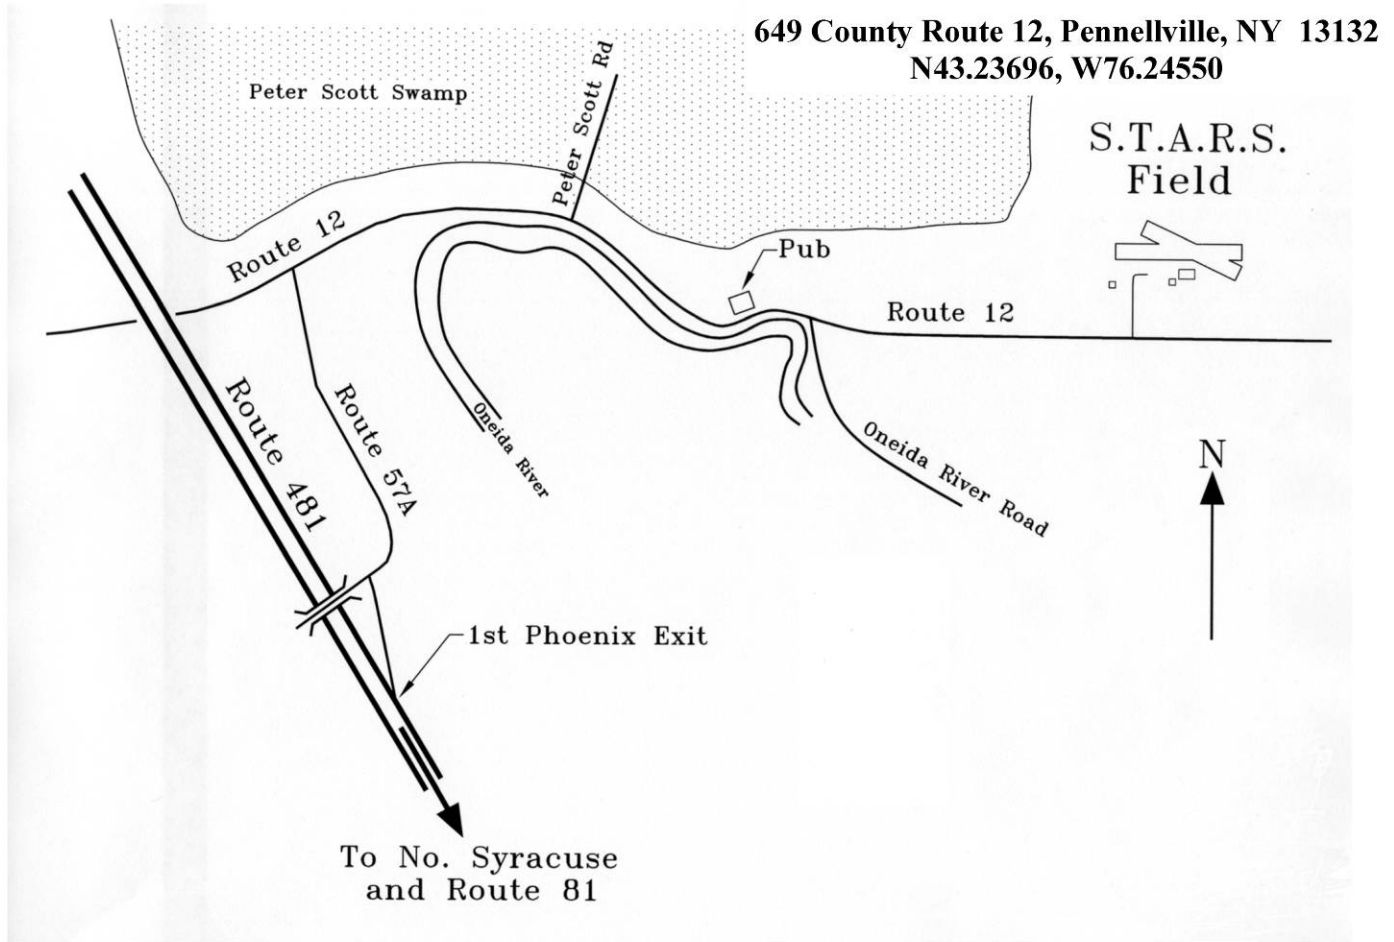 649 County Route 12, Pennellville, NY  13132
N43.23696, W76.24550
Peter Scott Swamp
Peter Scott Rd
S.T.A.R.S.
Field
Route 12
Pub
Route 12
Route 481
Route 57A
Oneida River
Oneida River Road
N
1st Phoenix Exit
To No. Syracuse
and Route 81